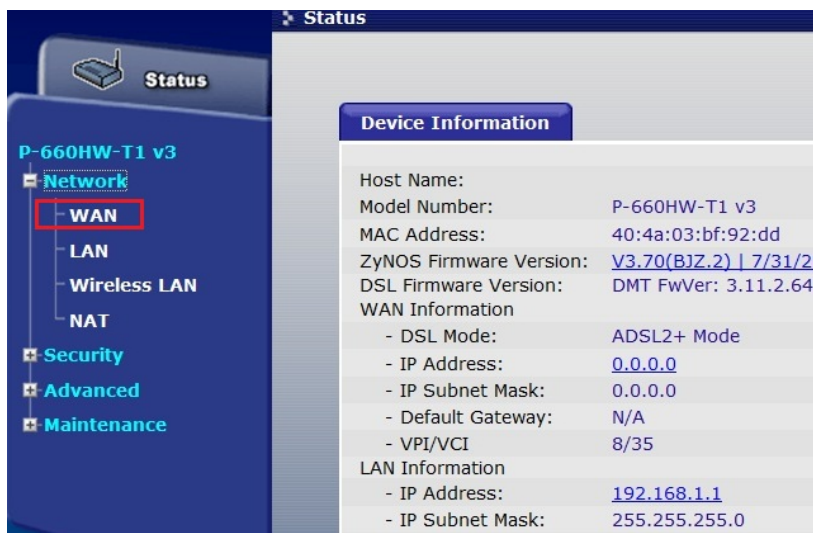 Status
Status
P-660HW-T1 v3
Network
WAN
LAN
Wireless LAN
NAT
Security
Advanced
Maintenance
Device Information
Host Name:
Model Number: P-660HW-T1 v3
MAC Address: 40:4a:03:bf:92:dd
ZyNOS Firmware Version: V3.70(BJZ.2) | 7/31/2
DSL Firmware Version: DMT FwVer: 3.11.2.64
WAN Information
- DSL Mode: ADSL2+ Mode
- IP Address: 0.0.0.0
- IP Subnet Mask: 0.0.0.0
- Default Gateway: N/A
- VPI/VCI 8/35
LAN Information
- IP Address: 192.168.1.1
- IP Subnet Mask: 255.255.255.0